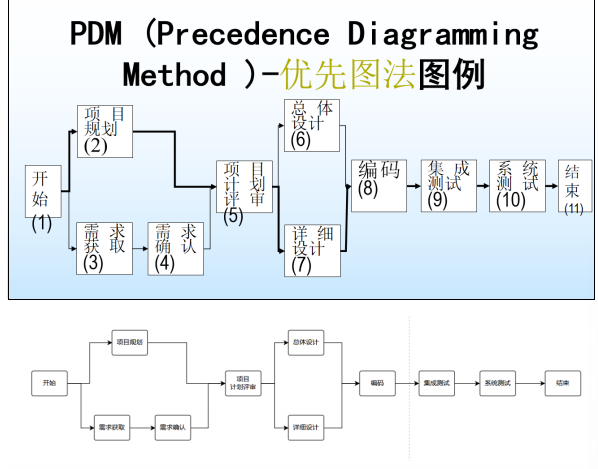 PDM (Precedence Diagramming
Method )-优先图法图例
开
始
(1)
项 目
规划
(2)
需 求
获 取
(3)
需 求
确 认
(4)
项 目
计 划
评 审
(5)
总 体
设计
(6)
详 细
设计
(7)
编码
(8)
集 成
测试
(9)
系 统
测 试
(10)
结
束
(11)
开始
项目规划
需求获取
需求确认
项目
计划评审
总体设计
详细设计
编码
集成测试
系统测试
结束